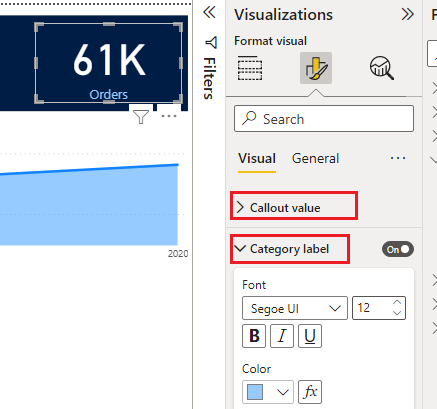 61K
Orders
2020
Filters
Visualizations
Format visual
Search
Visual General
Callout value
Category label On
Font
Segoe UI 12
B I U
Color
fx